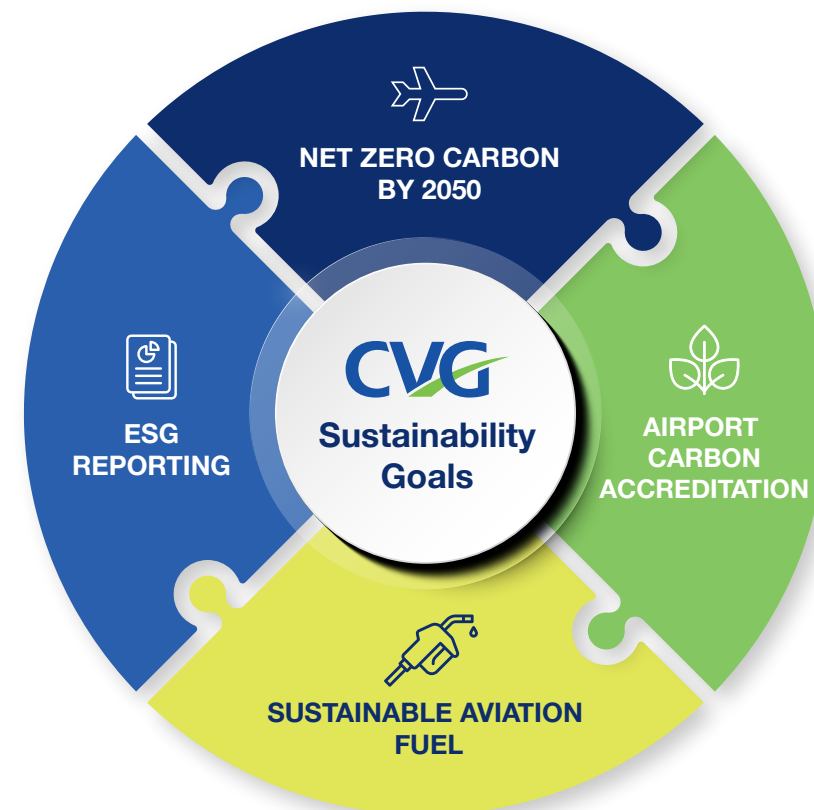 NET ZERO CARBON
BY 2050
ESG
REPORTING
CVG
Sustainability
Goals
AIRPORT
CARBON
ACCREDITATION
SUSTAINABLE AVIATION
FUEL